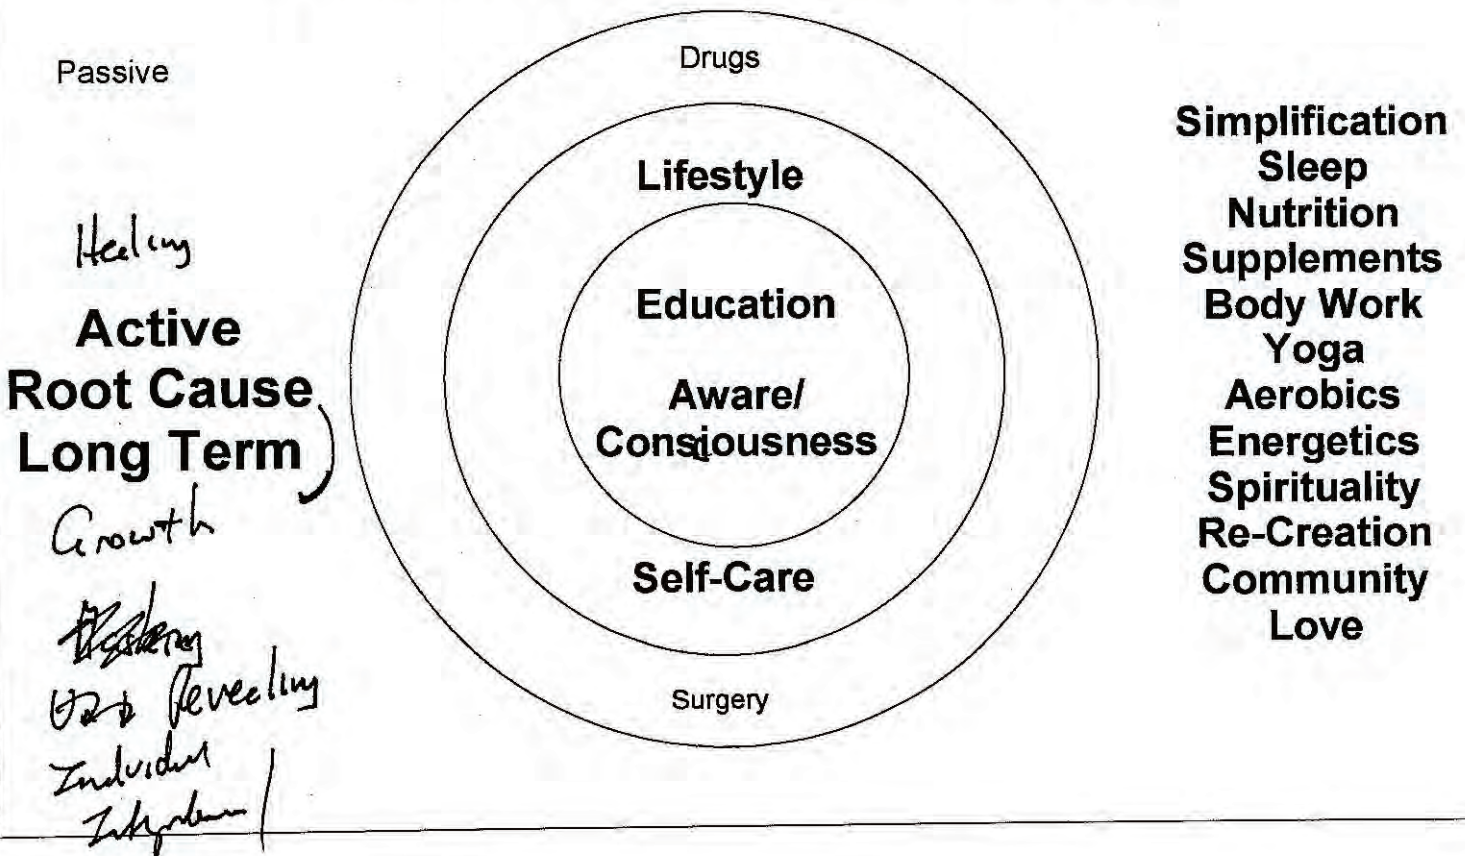 Passive
Healing
Active
Root Cause
Long Term
Growth
Revealing
Individual
Drugs
Lifestyle
Education
Aware/
Consiousness
Self-Care
Surgery
Simplification
Sleep
Nutrition
Supplements
Body Work
Yoga
Aerobics
Energetics
Spirituality
Re-Creation
Community
Love